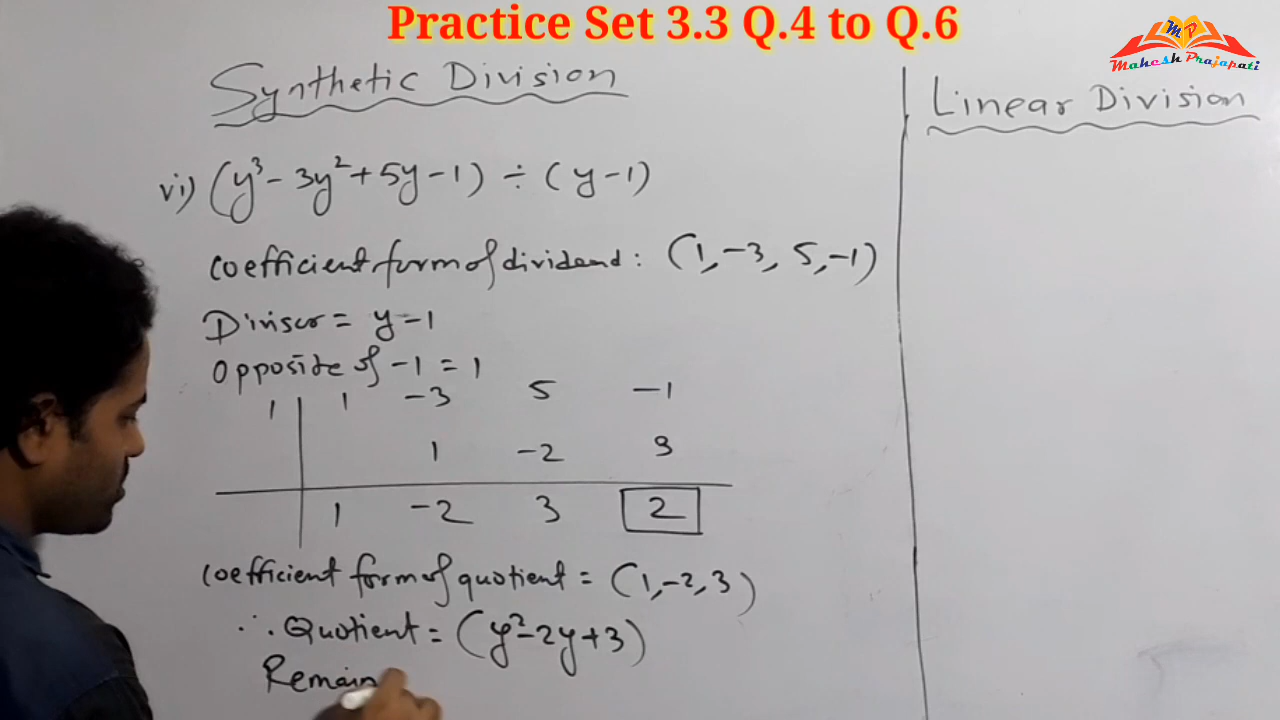 Practice Set 3.3 Q.4 to Q.6
MP
Mahesh Prajapati
Synthetic Division
vi) (y³ - 3y² + 5y - 1) ÷ (y - 1)
Coefficient form of dividend : (1, -3, 5, -1)
Divisor = y - 1
Opposite of -1 = 1
1 | 1 -3 5 -1
1 -2 3
1 -2 3 2
Coefficient form of quotient = (1, -2, 3)
∴ Quotient = (y² - 2y + 3)
Remain
Linear Division